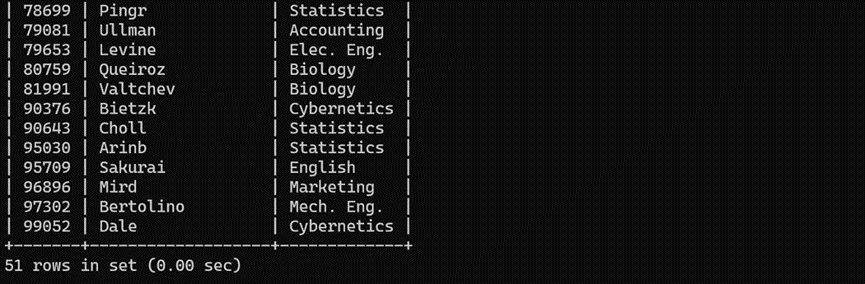 | 78699 | Pingr            | Statistics  |
| 79081 | Ullman           | Accounting  |
| 79653 | Levine           | Elec. Eng.  |
| 80759 | Queiroz          | Biology     |
| 81991 | Valtchev         | Biology     |
| 90376 | Bietzk           | Cybernetics |
| 90643 | Choll            | Statistics  |
| 95030 | Arinb            | Statistics  |
| 95709 | Sakurai          | English     |
| 96896 | Mird             | Marketing   |
| 97302 | Bertolino        | Mech. Eng.  |
| 99052 | Dale             | Cybernetics |
+-------+-------------------+-------------+
51 rows in set (0.00 sec)